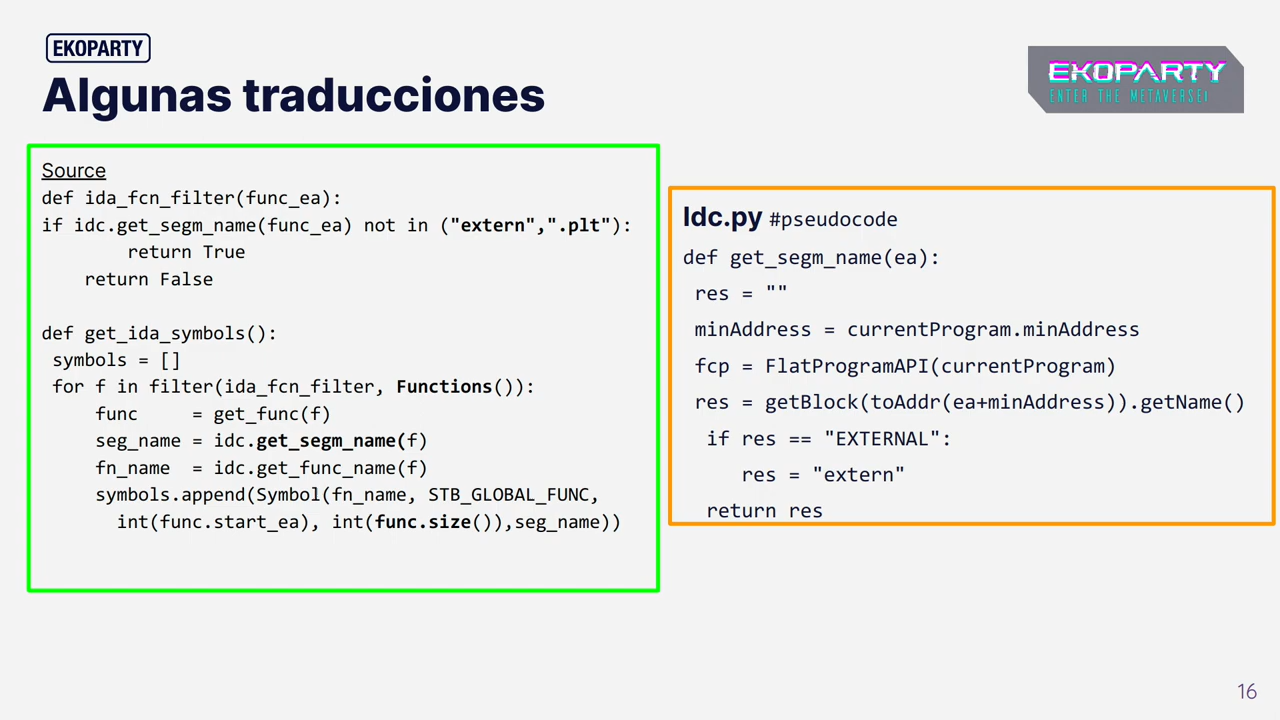 EKOPARTY
Algunas traducciones
EKOPARTY
ENTER THE METAVERSE!
Source
def ida_fcn_filter(func_ea):
if idc.get_segm_name(func_ea) not in ("extern",".plt"):
        return True
    return False
def get_ida_symbols():
 symbols = []
 for f in filter(ida_fcn_filter, Functions()):
     func     = get_func(f)
     seg_name = idc.get_segm_name(f)
     fn_name  = idc.get_func_name(f)
     symbols.append(Symbol(fn_name, STB_GLOBAL_FUNC,
       int(func.start_ea), int(func.size()),seg_name))
Idc.py #pseudocode
def get_segm_name(ea):
 res = ""
 minAddress = currentProgram.minAddress
 fcp = FlatProgramAPI(currentProgram)
 res = getBlock(toAddr(ea+minAddress)).getName()
  if res == "EXTERNAL":
     res = "extern"
  return res
16